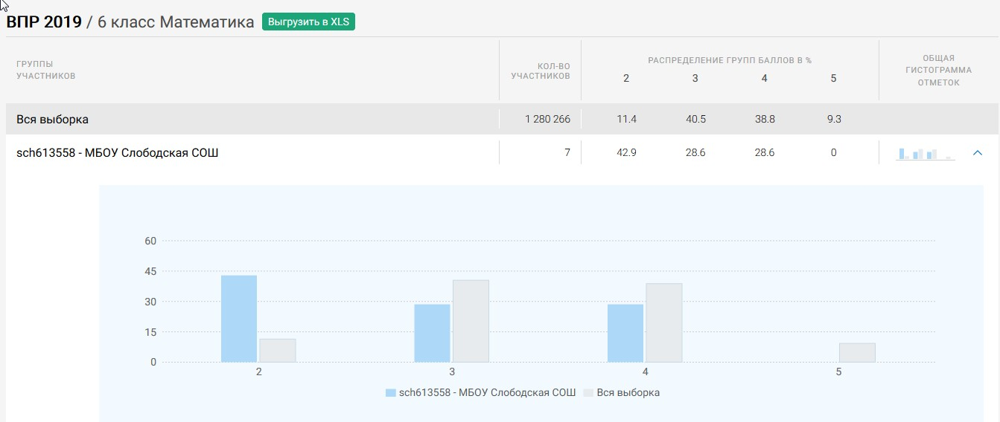 ВПР 2019 / 6 класс Математика Выгрузить в XLS
ГРУППЫ
УЧАСТНИКОВ
КОЛ-ВО
УЧАСТНИКОВ
РАСПРЕДЕЛЕНИЕ ГРУПП БАЛЛОВ В %
2 3 4 5
ОБЩАЯ
ГИСТОГРАММА
ОТМЕТОК
Вся выборка 1 280 266 11.4 40.5 38.8 9.3
sch613558 - МБОУ Слободская СОШ 7 42.9 28.6 28.6 0
60
45
30
15
0
2 3 4 5
sch613558 - МБОУ Слободская СОШ Вся выборка